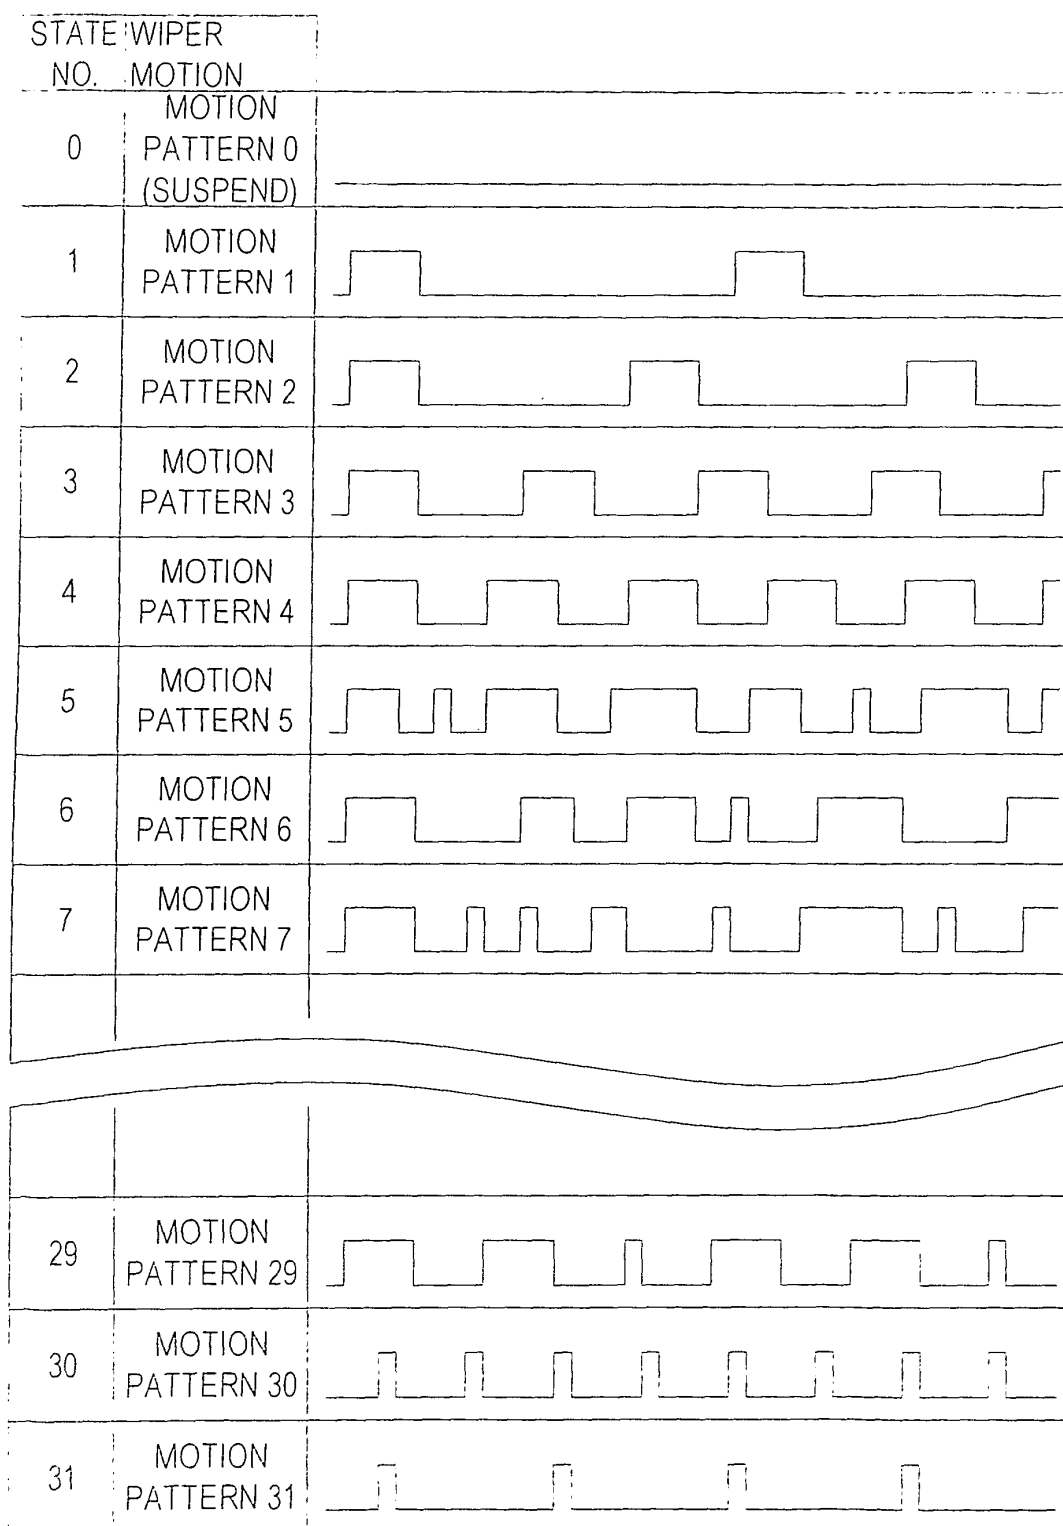 STATE WIPER
NO. MOTION
0 MOTION
PATTERN 0
(SUSPEND)
1 MOTION
PATTERN 1
2 MOTION
PATTERN 2
3 MOTION
PATTERN 3
4 MOTION
PATTERN 4
5 MOTION
PATTERN 5
6 MOTION
PATTERN 6
7 MOTION
PATTERN 7
29 MOTION
PATTERN 29
30 MOTION
PATTERN 30
31 MOTION
PATTERN 31